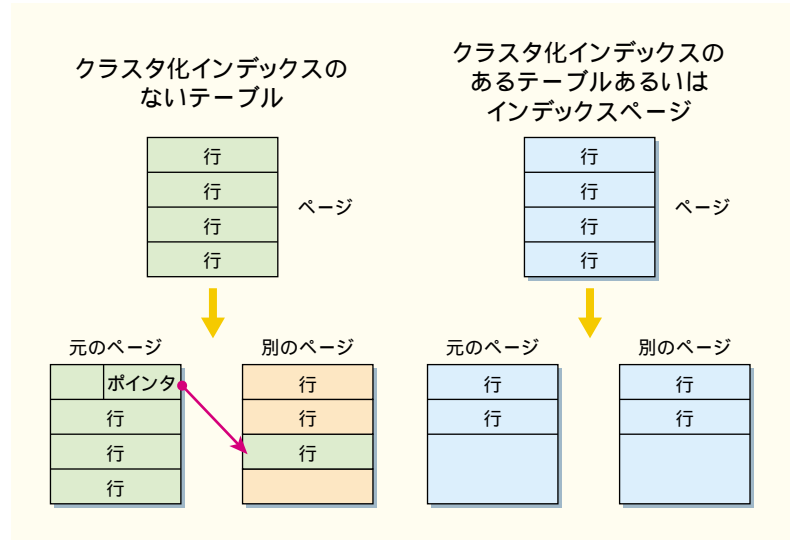 クラスタ化インデックスの
ないテーブル
行
行
行
行
ページ
元のページ
別のページ
ポインタ
行
行
行
行
行
行
クラスタ化インデックスの
あるテーブルあるいは
インデックスページ
行
行
行
行
ページ
元のページ
別のページ
行
行
行
行